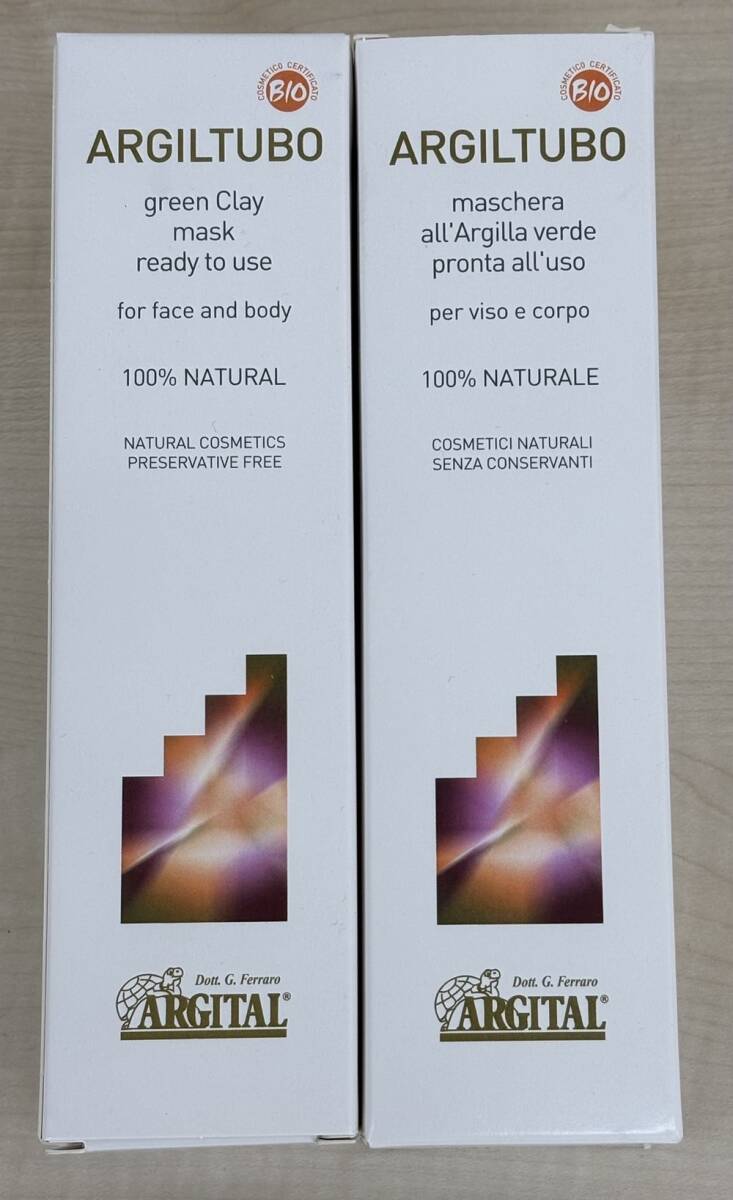 COSMETICO CERTIFICATO
BIO
ARGILTUBO
green Clay
mask
ready to use
for face and body
100% NATURAL
NATURAL COSMETICS
PRESERVATIVE FREE
Dott. G. Ferraro
ARGITAL®
COSMETICO CERTIFICATO
BIO
ARGILTUBO
maschera
all'Argilla verde
pronta all'uso
per viso e corpo
100% NATURALE
COSMETICI NATURALI
SENZA CONSERVANTI
Dott. G. Ferraro
ARGITAL®